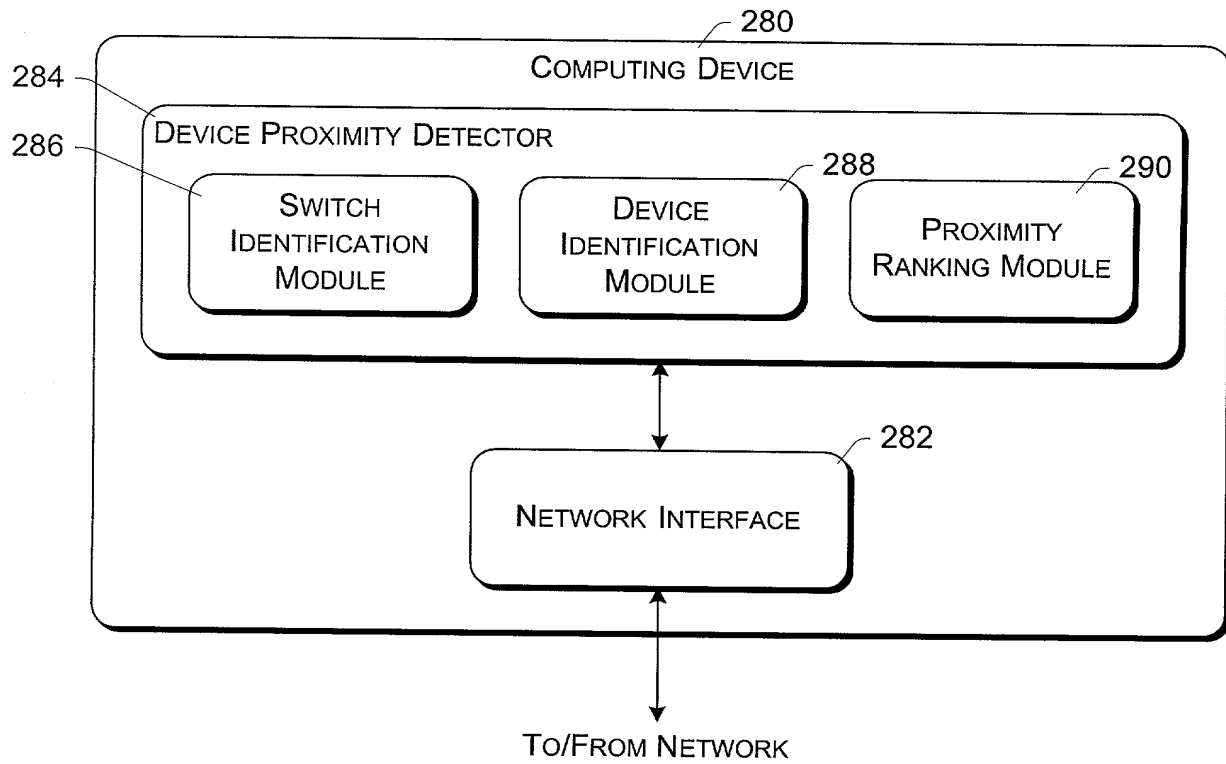 280
COMPUTING DEVICE
284
DEVICE PROXIMITY DETECTOR
286
SWITCH
IDENTIFICATION
MODULE
288
DEVICE
IDENTIFICATION
MODULE
290
PROXIMITY
RANKING MODULE
282
NETWORK INTERFACE
TO/FROM NETWORK